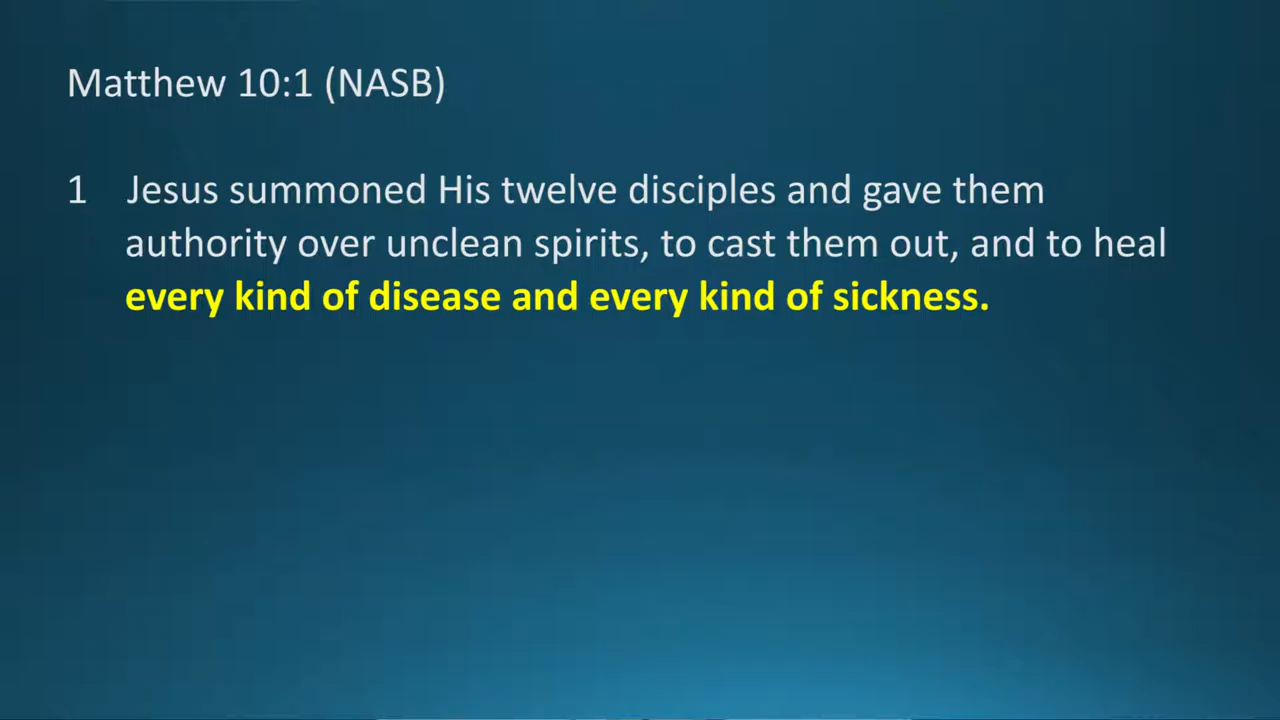 Matthew 10:1 (NASB)
1 Jesus summoned His twelve disciples and gave them
authority over unclean spirits, to cast them out, and to heal
every kind of disease and every kind of sickness.